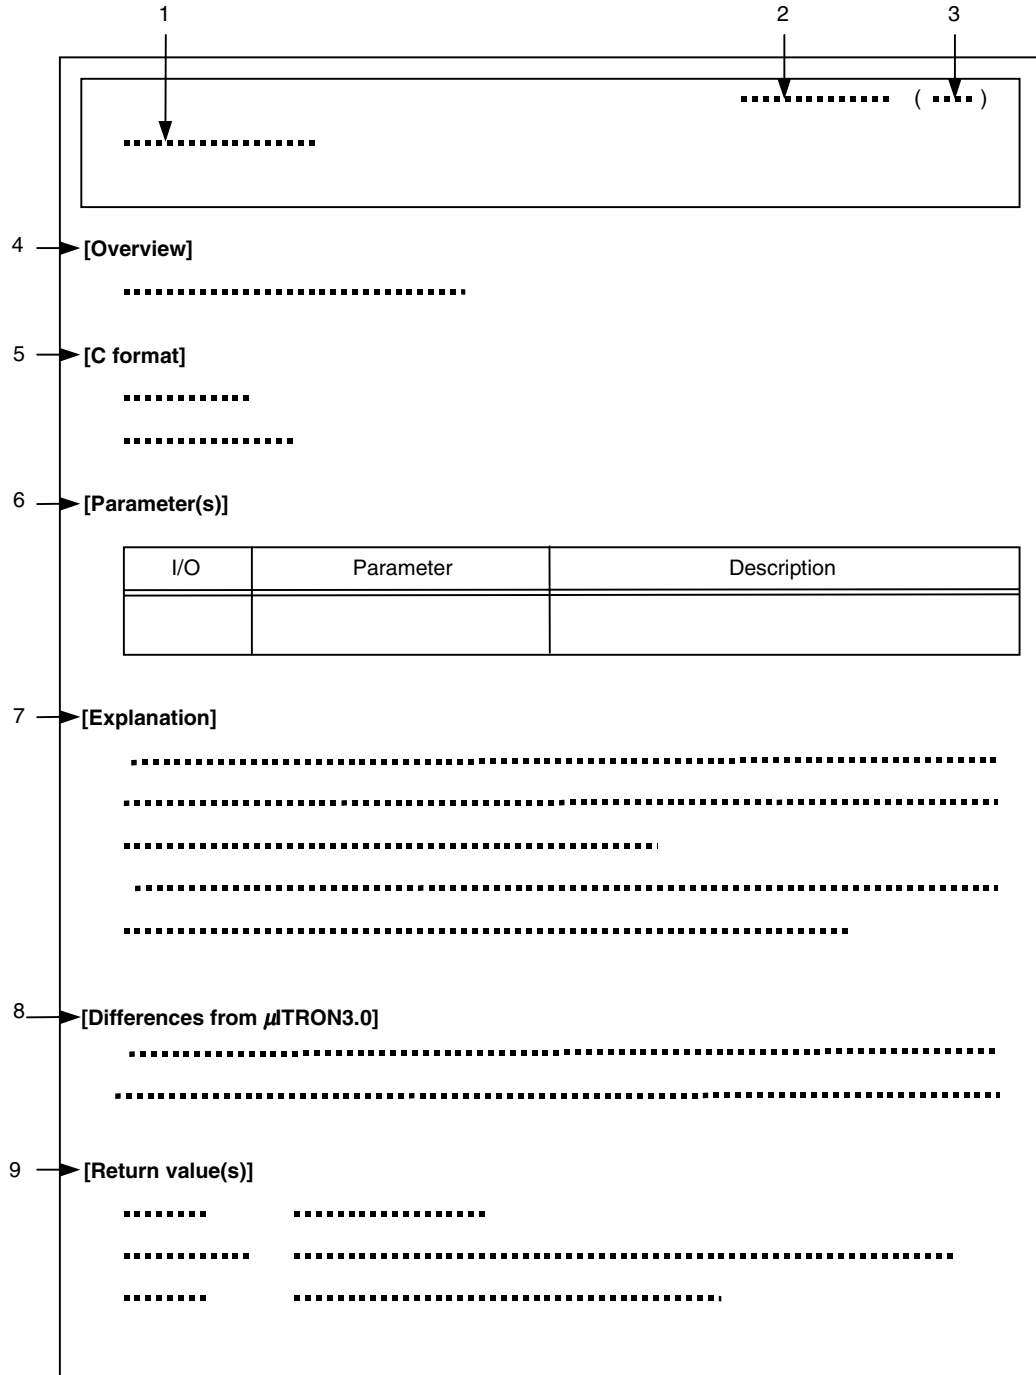 1 2 3
( )
4 [Overview]
5 [C format]
6 [Parameter(s)]
I/O Parameter Description
7 [Explanation]
8 [Differences from μITRON3.0]
9 [Return value(s)]